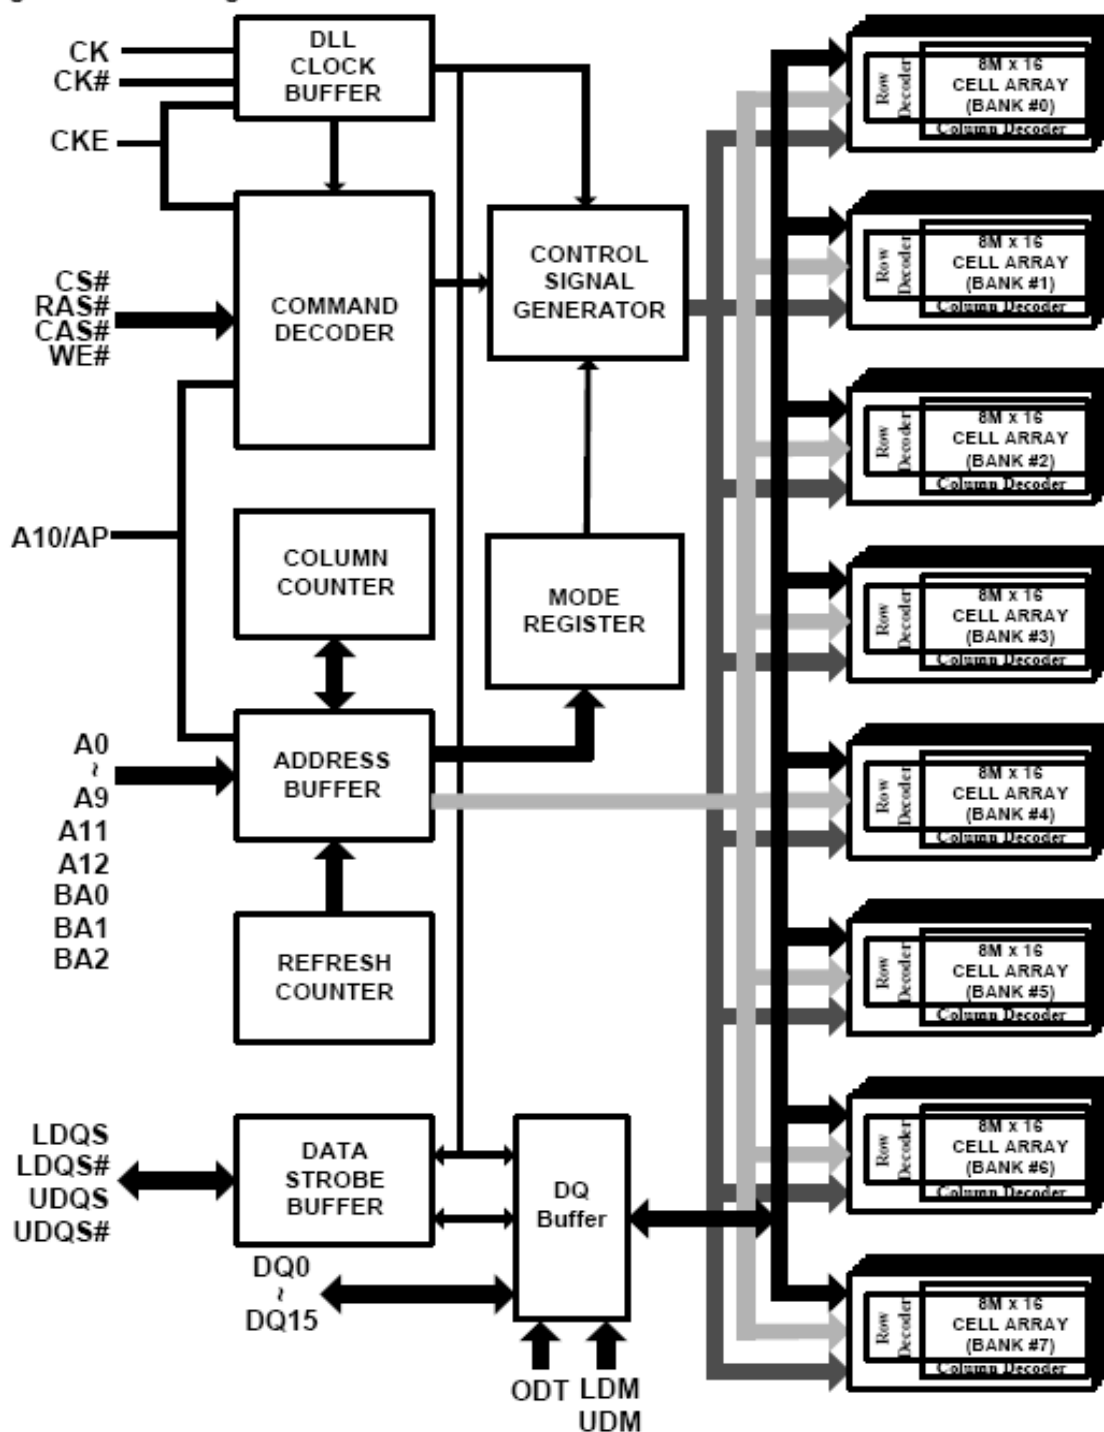 CK
CK#
CKE
CS#
RAS#
CAS#
WE#
A10/AP
A0
~
A9
A11
A12
BA0
BA1
BA2
LDQS
LDQS#
UDQS
UDQS#
DQ0
~
DQ15
DLL
CLOCK
BUFFER
COMMAND
DECODER
COLUMN
COUNTER
ADDRESS
BUFFER
REFRESH
COUNTER
DATA
STROBE
BUFFER
CONTROL
SIGNAL
GENERATOR
MODE
REGISTER
DQ
Buffer
ODT
LDM
UDM
Row
Decoder
8M x 16
CELL ARRAY
(BANK #0)
Column Decoder
Row
Decoder
8M x 16
CELL ARRAY
(BANK #1)
Column Decoder
Row
Decoder
8M x 16
CELL ARRAY
(BANK #2)
Column Decoder
Row
Decoder
8M x 16
CELL ARRAY
(BANK #3)
Column Decoder
Row
Decoder
8M x 16
CELL ARRAY
(BANK #4)
Column Decoder
Row
Decoder
8M x 16
CELL ARRAY
(BANK #5)
Column Decoder
Row
Decoder
8M x 16
CELL ARRAY
(BANK #6)
Column Decoder
Row
Decoder
8M x 16
CELL ARRAY
(BANK #7)
Column Decoder